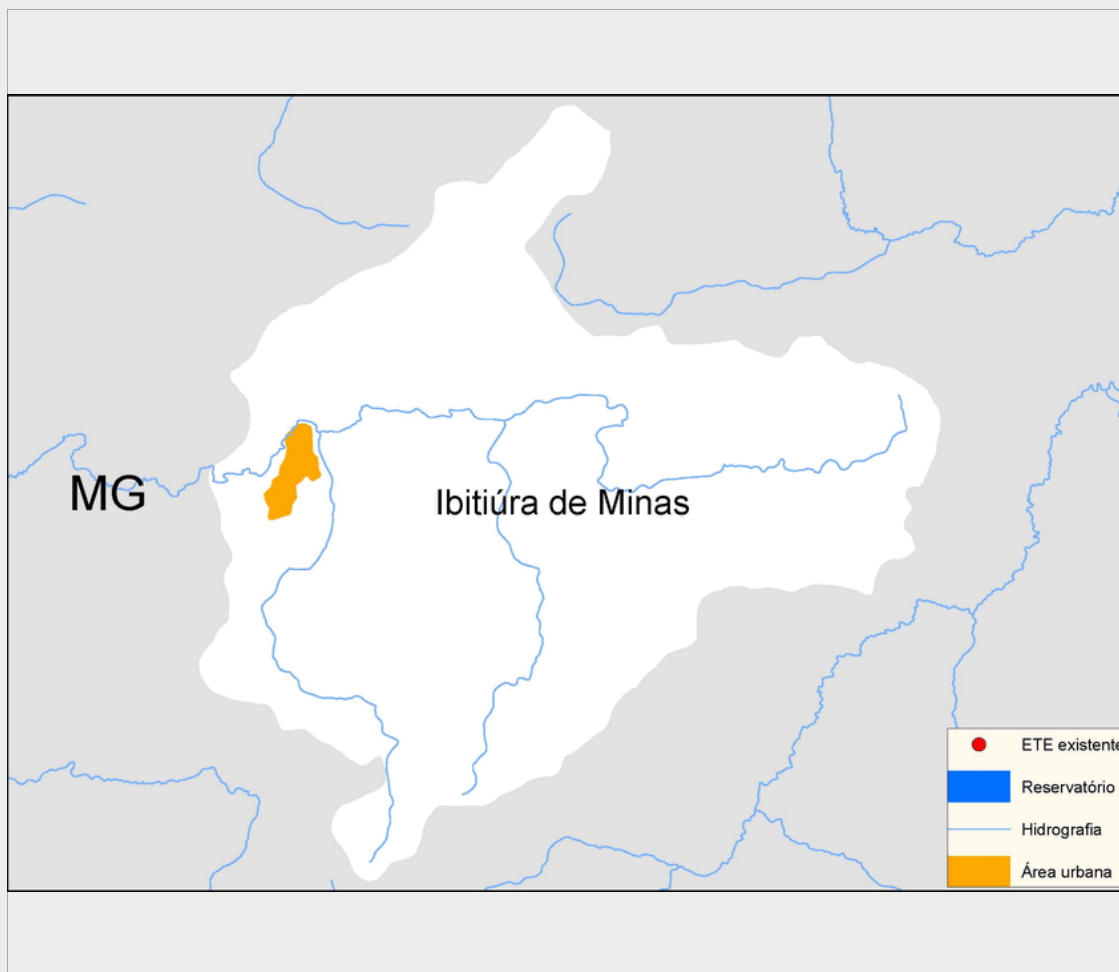 MG
Ibitiúra de Minas
ETE existente
Reservatório
Hidrografia
Área urbana